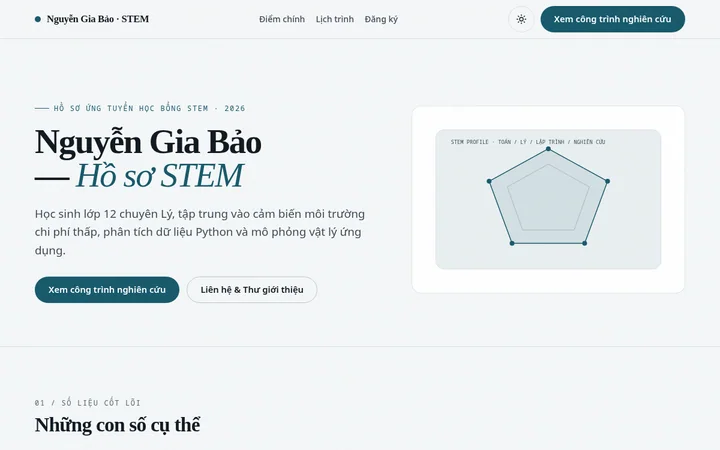 Nguyễn Gia Bảo · STEM
Điểm chính Lịch trình Đăng ký
Xem công trình nghiên cứu
HỒ SƠ ỨNG TUYỂN HỌC BỔNG STEM · 2026
Nguyễn Gia Bảo
— Hồ sơ STEM
Học sinh lớp 12 chuyên Lý, tập trung vào cảm biến môi trường
chi phí thấp, phân tích dữ liệu Python và mô phỏng vật lý ứng
dụng.
Xem công trình nghiên cứu
Liên hệ & Thư giới thiệu
STEM PROFILE · TOÁN / LÝ / LẬP TRÌNH / NGHIÊN CỨU
01 / SỐ LIỆU CỐT LÕI
Những con số cụ thể